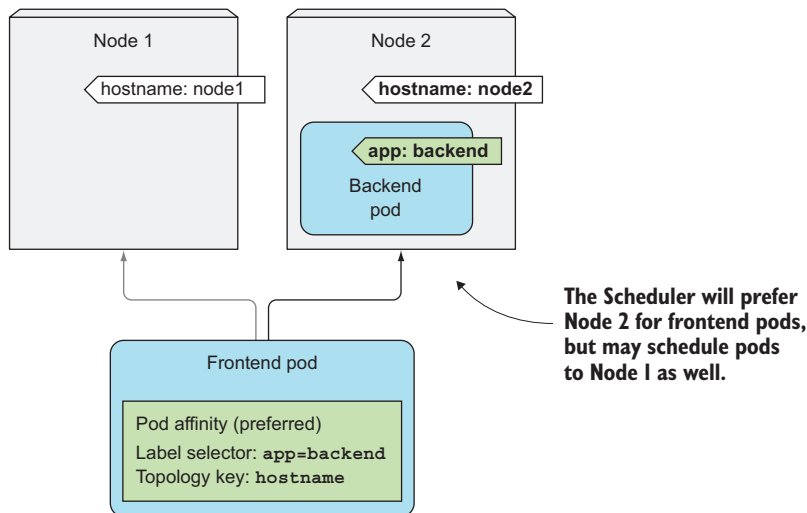 Node 1
hostname: node1
Node 2
hostname: node2
app: backend
Backend
pod
The Scheduler will prefer
Node 2 for frontend pods,
but may schedule pods
to Node 1 as well.
Frontend pod
Pod affinity (preferred)
Label selector: app=backend
Topology key: hostname